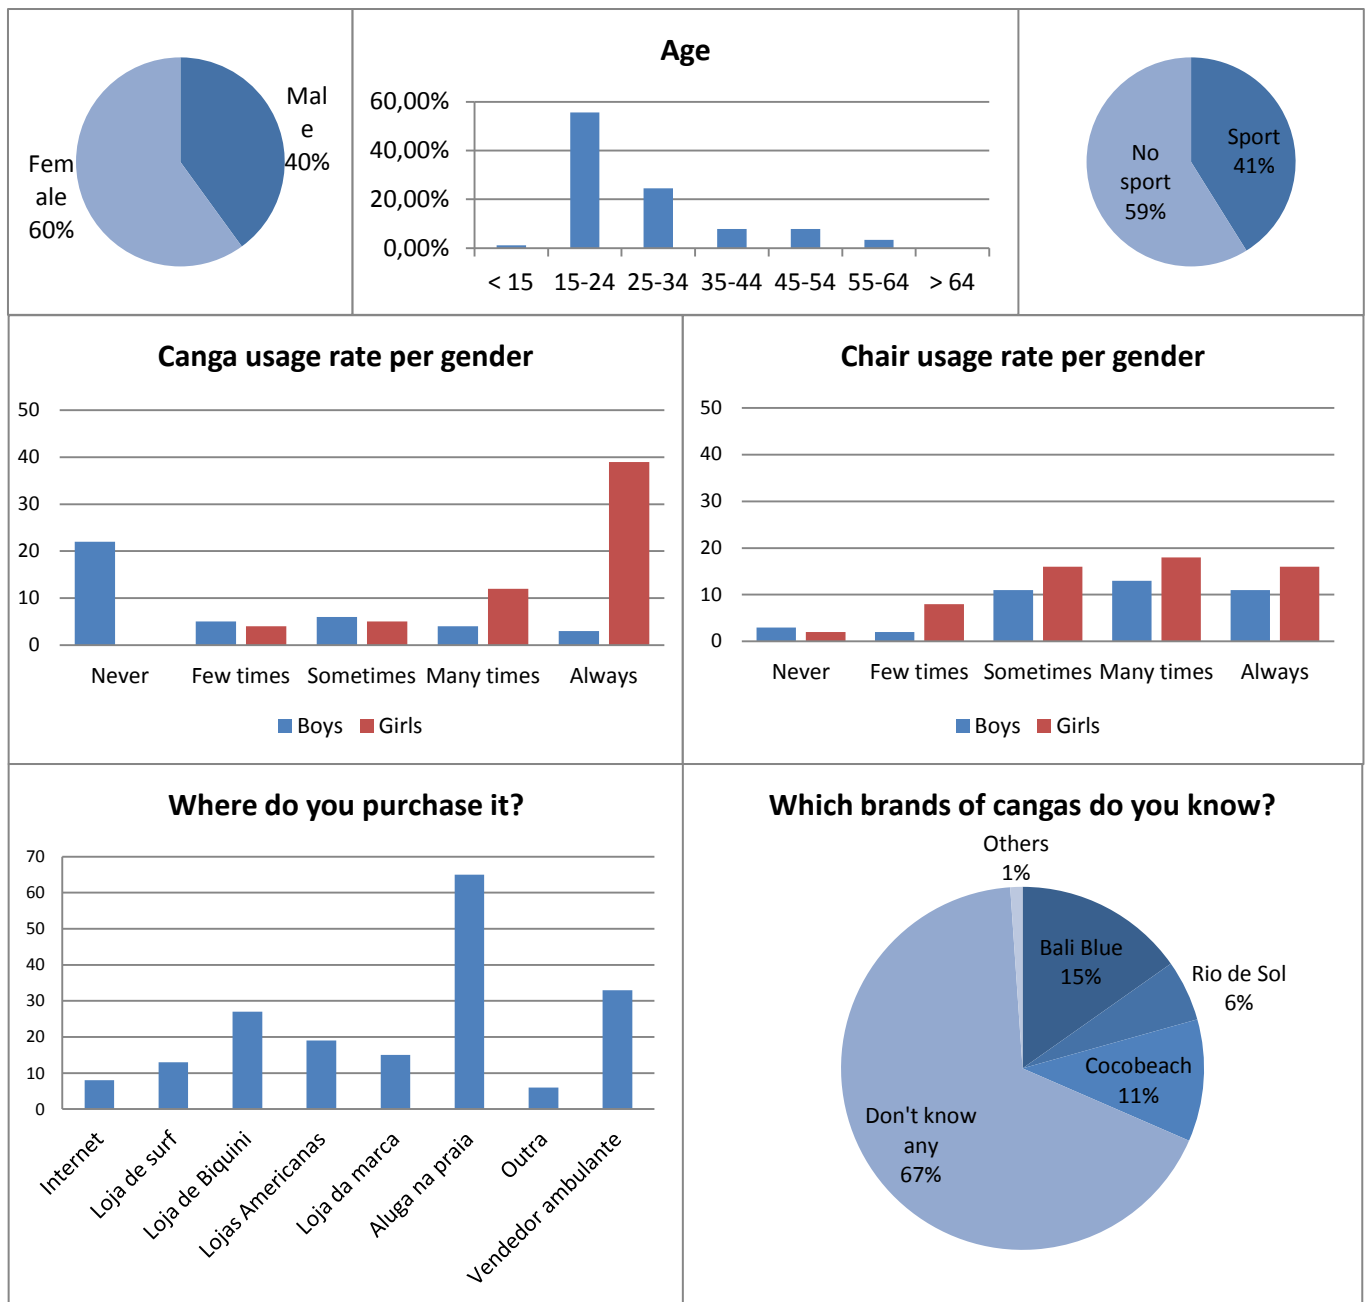 Mal
e
40%
Fem
ale
60%
Age
60,00%
40,00%
20,00%
0,00%
< 15 15-24 25-34 35-44 45-54 55-64 > 64
Sport
41%
No
sport
59%
Canga usage rate per gender
50
40
30
20
10
0
Never Few times Sometimes Many times Always
Boys Girls
Chair usage rate per gender
50
40
30
20
10
0
Never Few times Sometimes Many times Always
Boys Girls
Where do you purchase it?
70
60
50
40
30
20
10
0
Internet
Loja de surf
Loja de Biquini
Lojas Americanas
Loja da marca
Aluga na praia
Outra
Vendedor ambulante
Which brands of cangas do you know?
Others
1%
Bali Blue
15%
Rio de Sol
6%
Cocobeach
11%
Don't know
any
67%